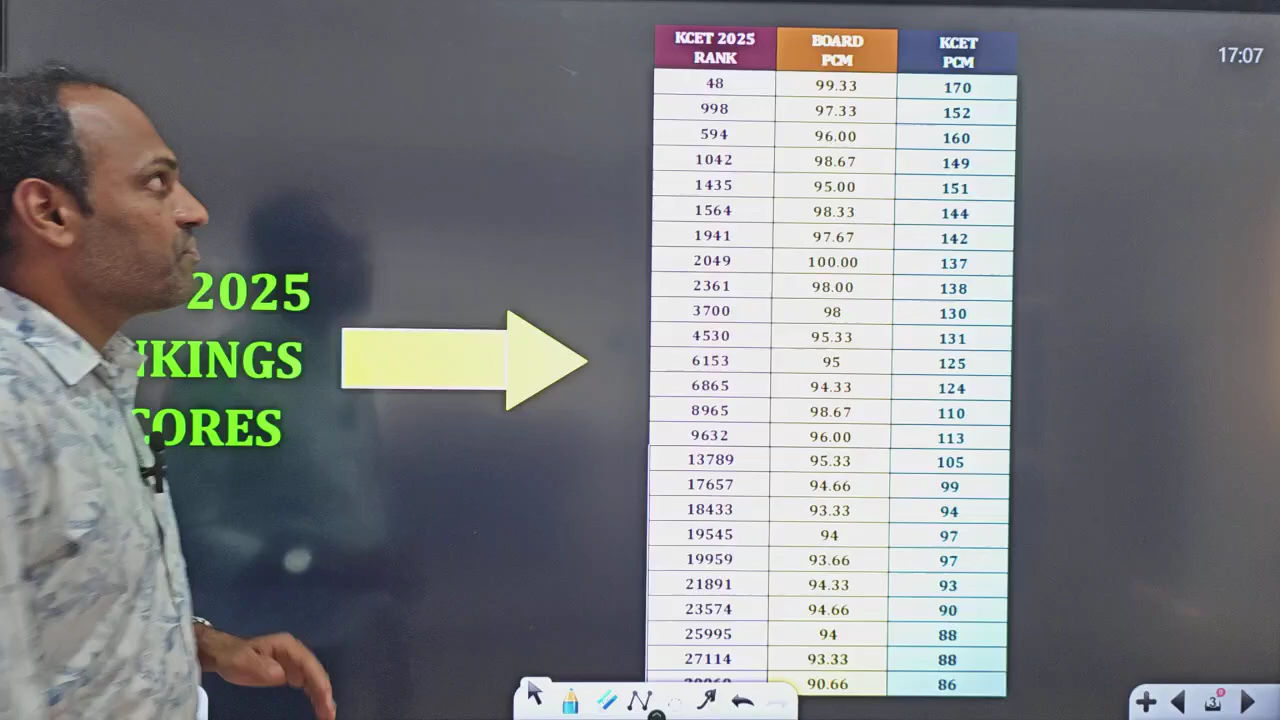 KCET 2025 RANK BOARD PCM KCET PCM
17:07
48 99.33 170
998 97.33 152
594 96.00 160
1042 98.67 149
1435 95.00 151
1564 98.33 144
1941 97.67 142
2049 100.00 137
2361 98.00 138
3700 98 130
4530 95.33 131
6153 95 125
6865 94.33 124
8965 98.67 110
9632 96.00 113
13789 95.33 105
17657 94.66 99
18433 93.33 94
19545 94 97
19959 93.66 97
21891 94.33 93
23574 94.66 90
25995 94 88
27114 93.33 88
90.66 86
2025
NKINGS
CORES
3